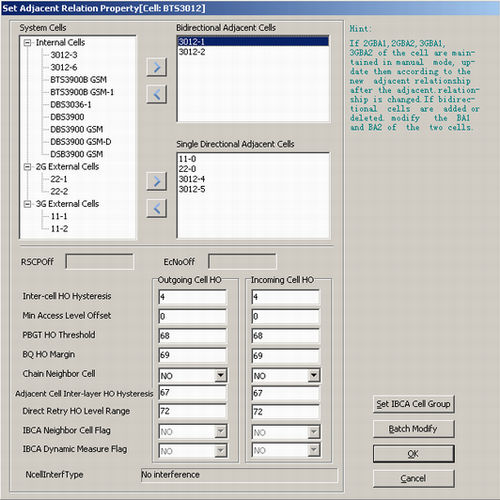 Set Adjacent Relation Property[Cell: BTS3012]
System Cells
Internal Cells
3012-3
3012-6
BTS3900B GSM
BTS3900B GSM-1
DBS3036-1
DBS3900
DBS3900 GSM
DBS3900 GSM-D
DSB3900 GSM
2G External Cells
22-1
22-2
3G External Cells
11-1
11-2
Bidirectional Adjacent Cells
3012-1
3012-2
Single Directional Adjacent Cells
11-0
22-0
3012-4
3012-5
Hint:
If 2GBA1,2GBA2,3GBA1,
3GBA2 of the cell are main-
tained in manual mode, up-
date them according to the
new adjacent relationship
after the adjacent relation-
ship is changed.If bidirec-
tional cells are added or
deleted modify the BA1
and BA2 of the two cells.
RSCPOff
EcNoOff
Outgoing Cell HO
Incoming Cell HO
Inter-cell HO Hysteresis 4 4
Min Access Level Offset 0 0
PBGT HO Threshold 68 68
BQ HO Margin 69 69
Chain Neighbor Cell NO NO
Adjacent Cell Inter-layer HO Hysteresis 67 67
Direct Retry HO Level Range 72 72
IBCA Neighbor Cell Flag NO NO
IBCA Dynamic Measure Flag NO NO
NcellInterfType No interference
Set IBCA Cell Group
Batch Modify
OK
Cancel